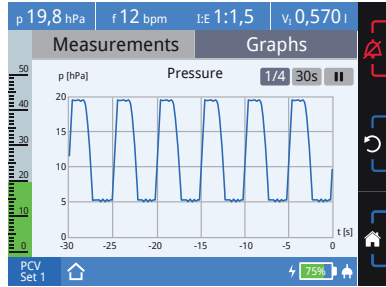 p 19,8 hPa f 12 bpm I:E 1:1,5 VI 0,570 l
Measurements Graphs
50
40
30
20
10
0
p [hPa] Pressure 1/4 30s
20
15
10
5
0
t [s]
-30 -25 -20 -15 -10 -5 0
PCV
Set 1
75%